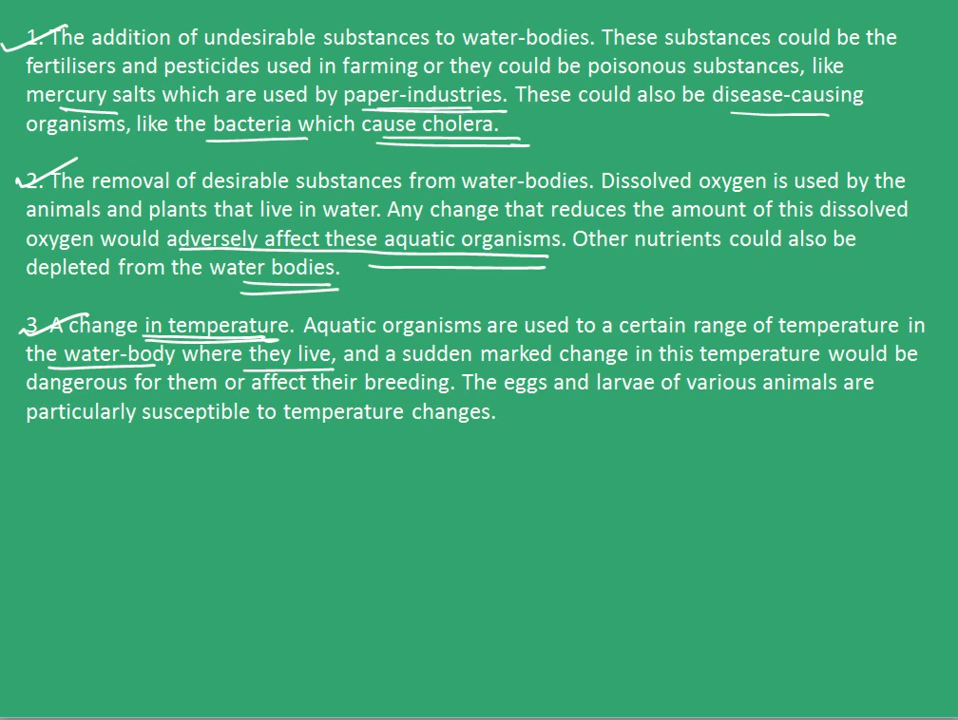 1. The addition of undesirable substances to water-bodies. These substances could be the
fertilisers and pesticides used in farming or they could be poisonous substances, like
mercury salts which are used by paper-industries. These could also be disease-causing
organisms, like the bacteria which cause cholera.
2. The removal of desirable substances from water-bodies. Dissolved oxygen is used by the
animals and plants that live in water. Any change that reduces the amount of this dissolved
oxygen would adversely affect these aquatic organisms. Other nutrients could also be
depleted from the water bodies.
3. A change in temperature. Aquatic organisms are used to a certain range of temperature in
the water-body where they live, and a sudden marked change in this temperature would be
dangerous for them or affect their breeding. The eggs and larvae of various animals are
particularly susceptible to temperature changes.